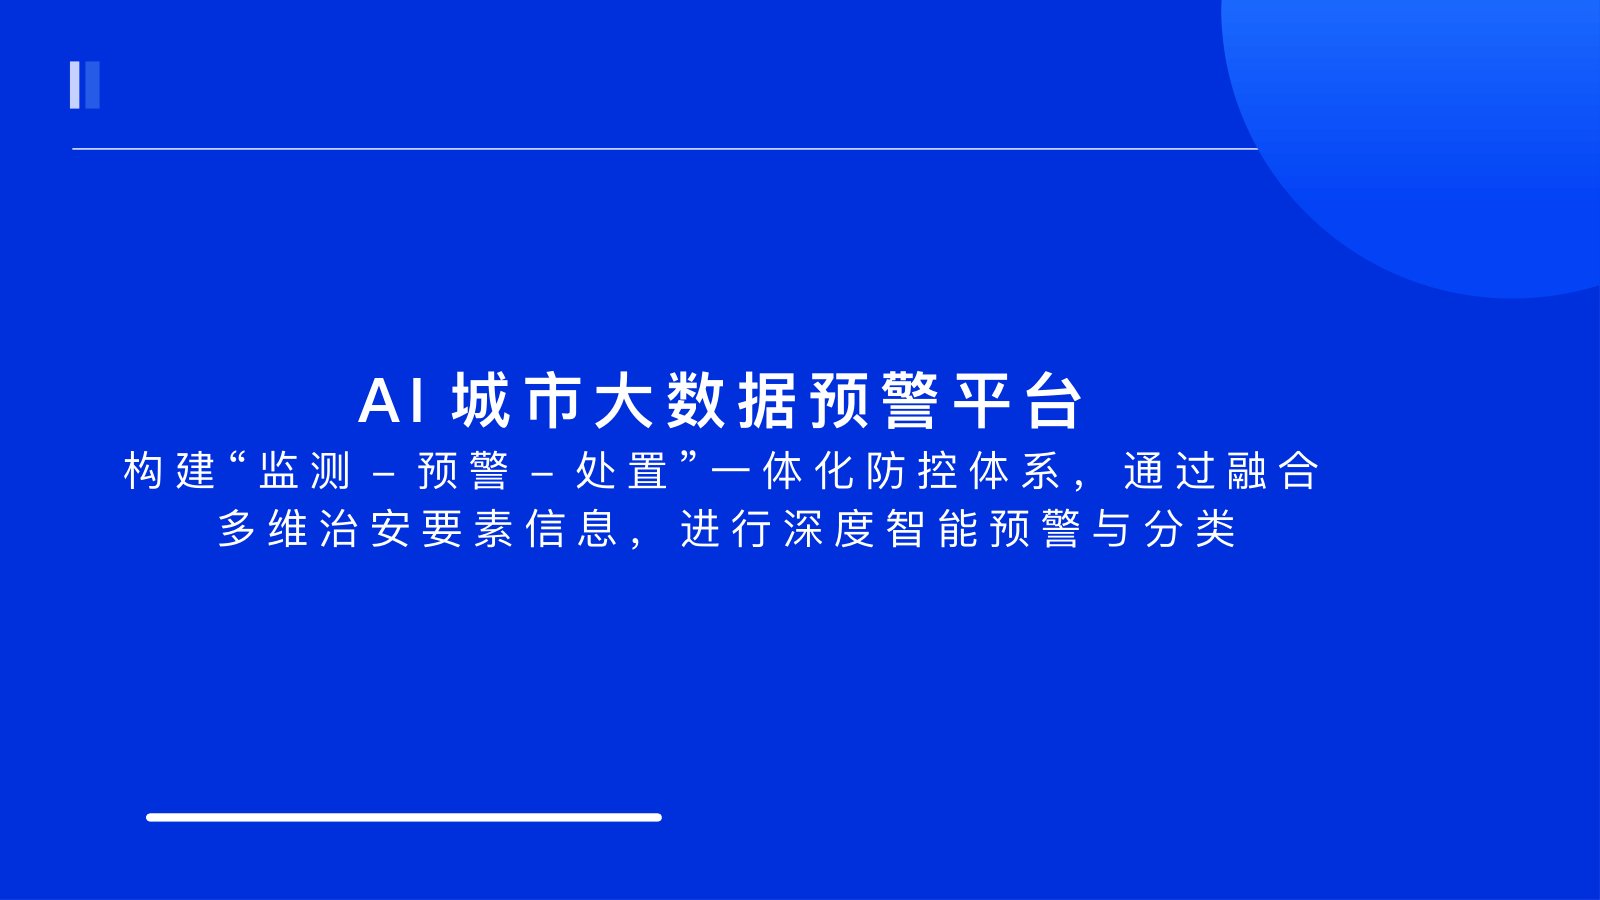 AI 城市大数据预警平台
构建“监测 – 预警 – 处置”一体化防控体系，通过融合
多维治安要素信息，进行深度智能预警与分类